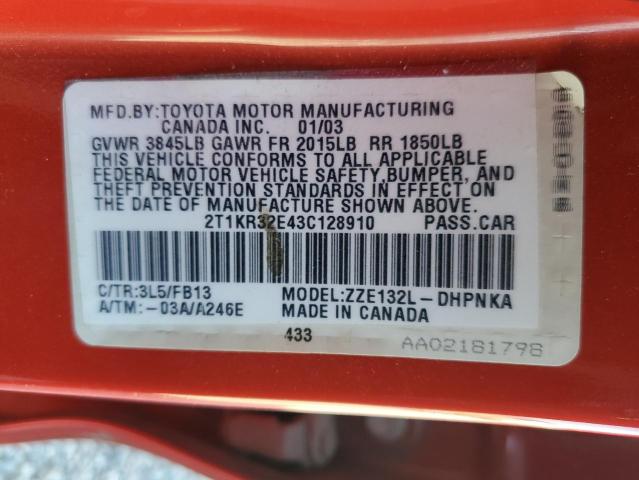 MFD.BY:TOYOTA MOTOR MANUFACTURING
CANADA INC. 01/03
GVWR 3845LB GAWR FR 2015LB RR 1850LB
THIS VEHICLE CONFORMS TO ALL APPLICABLE
FEDERAL MOTOR VEHICLE SAFETY,BUMPER, AND
THEFT PREVENTION STANDARDS IN EFFECT ON
THE DATE OF MANUFACTURE SHOWN ABOVE.
2T1KR32E43C128910 PASS.CAR
C/TR:3L5/FB13 MODEL:ZZE132L-DHPNKA
A/TM:-03A/A246E MADE IN CANADA
433
AA02181798